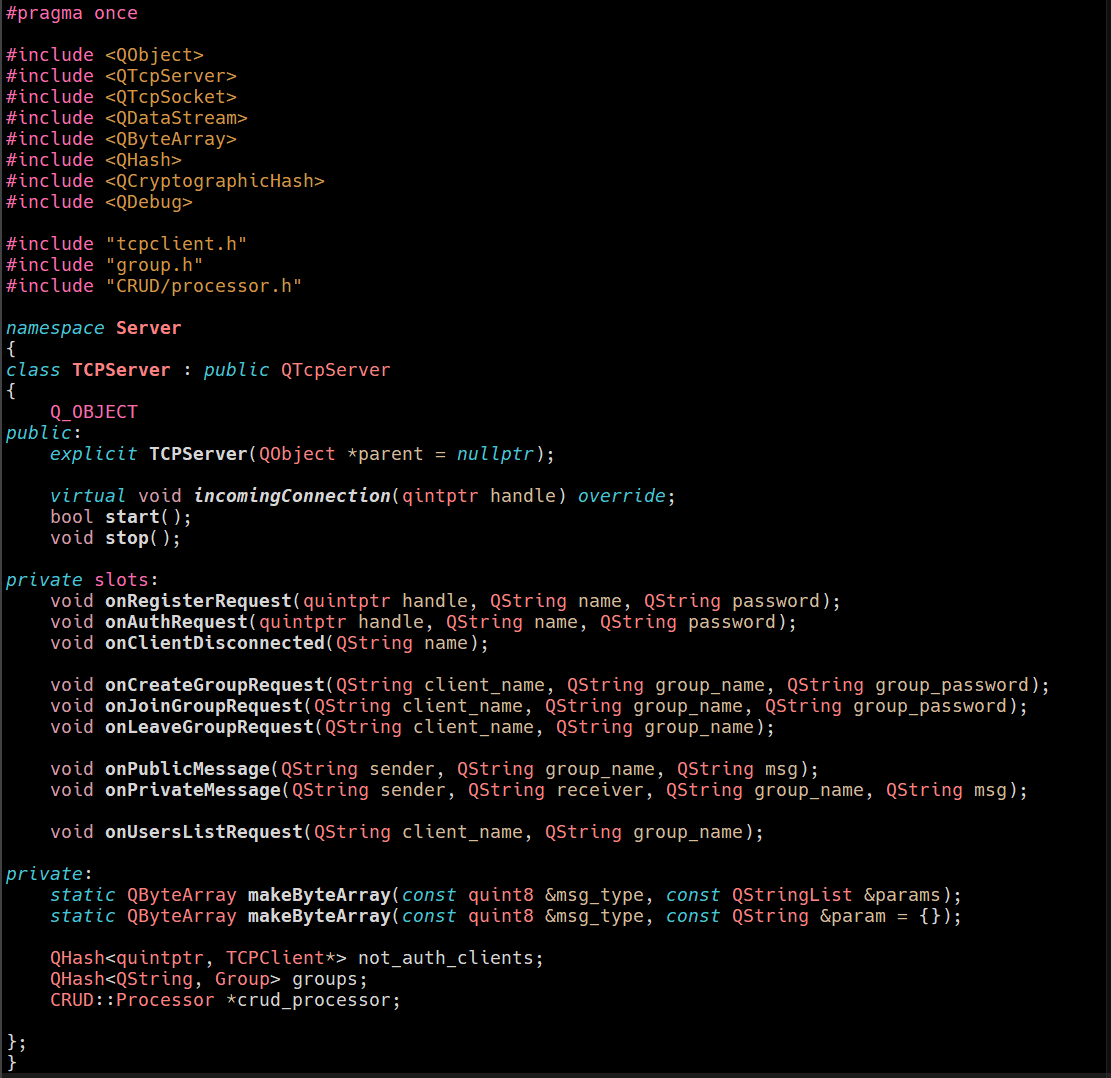 #pragma once

#include <QObject>
#include <QTcpServer>
#include <QTcpSocket>
#include <QDataStream>
#include <QByteArray>
#include <QHash>
#include <QCryptographicHash>
#include <QDebug>

#include "tcpclient.h"
#include "group.h"
#include "CRUD/processor.h"

namespace Server
{
class TCPServer : public QTcpServer
{
    Q_OBJECT
public:
    explicit TCPServer(QObject *parent = nullptr);

    virtual void incomingConnection(qintptr handle) override;
    bool start();
    void stop();

private slots:
    void onRegisterRequest(quintptr handle, QString name, QString password);
    void onAuthRequest(quintptr handle, QString name, QString password);
    void onClientDisconnected(QString name);

    void onCreateGroupRequest(QString client_name, QString group_name, QString group_password);
    void onJoinGroupRequest(QString client_name, QString group_name, QString group_password);
    void onLeaveGroupRequest(QString client_name, QString group_name);

    void onPublicMessage(QString sender, QString group_name, QString msg);
    void onPrivateMessage(QString sender, QString receiver, QString group_name, QString msg);

    void onUsersListRequest(QString client_name, QString group_name);

private:
    static QByteArray makeByteArray(const quint8 &msg_type, const QStringList &params);
    static QByteArray makeByteArray(const quint8 &msg_type, const QString &param = {});

    QHash<quintptr, TCPClient*> not_auth_clients;
    QHash<QString, Group> groups;
    CRUD::Processor *crud_processor;

};
}